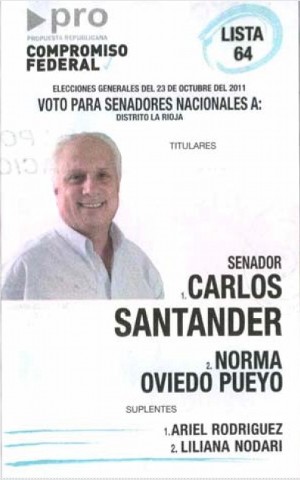 pro
PROPUESTA REPUBLICANA
COMPROMISO
FEDERAL
LISTA
64
ELECCIONES GENERALES DEL 23 DE OCTUBRE DEL 2011
VOTO PARA SENADORES NACIONALES A:
DISTRITO LA RIOJA
TITULARES
SENADOR
1. CARLOS
SANTANDER
2. NORMA
OVIEDO PUEYO
SUPLENTES
1. ARIEL RODRIGUEZ
2. LILIANA NODARI